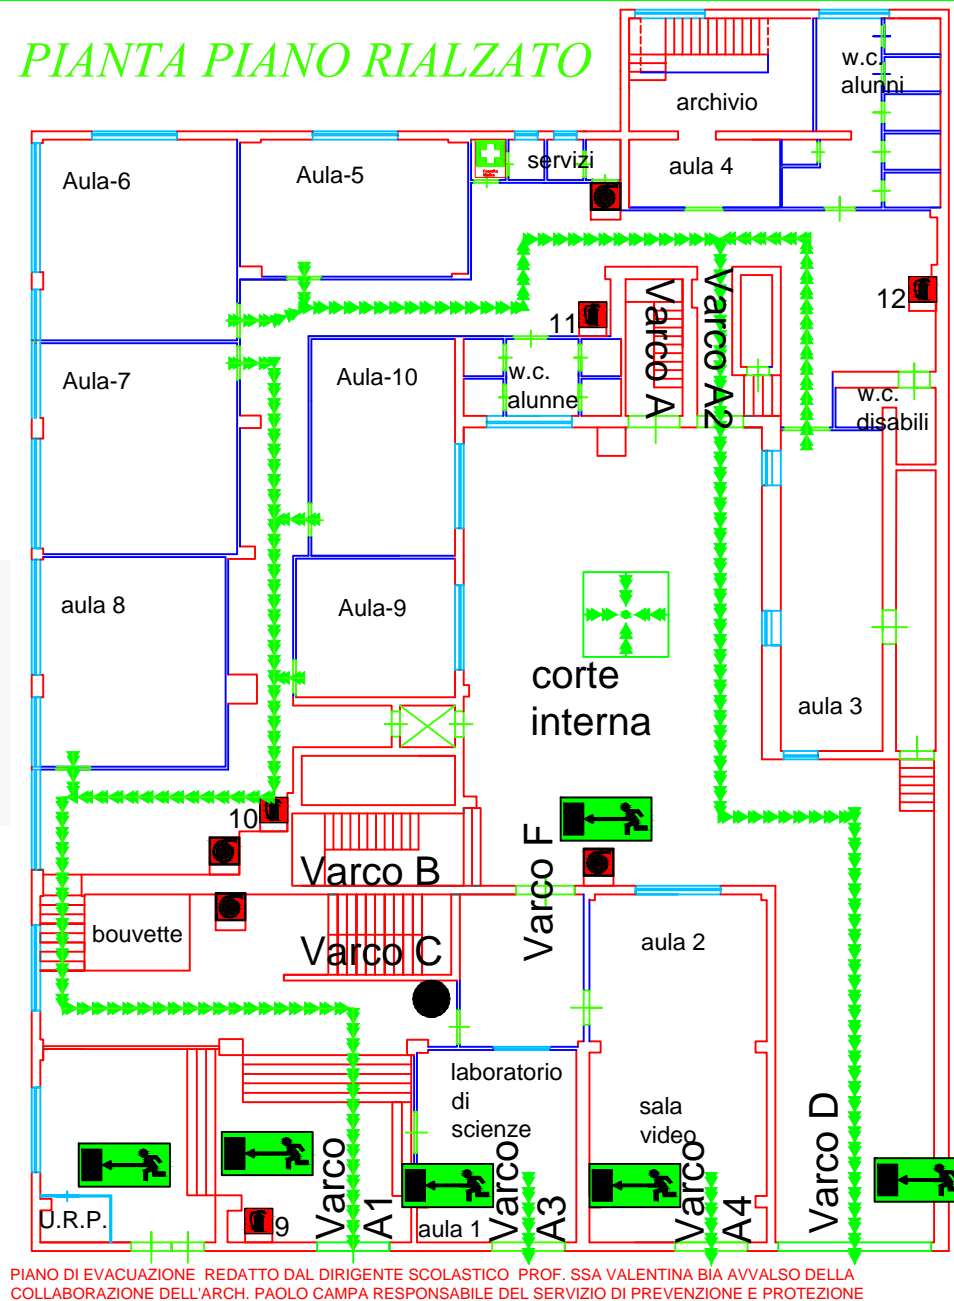 PIANTA PIANO RIALZATO
w.c.
alunni
archivio
servizi
aula 4
Aula-6
Aula-5
12
11
Varco A
Varco A2
Aula-7
Aula-10
w.c.
alunne
w.c.
disabili
aula 8
Aula-9
corte
interna
aula 3
10
Varco B
Varco F
bouvette
Varco C
aula 2
laboratorio
di
scienze
sala
video
Varco D
Varco
A1
Varco
A3
Varco
A4
U.R.P.
9
aula 1
PIANO DI EVACUAZIONE REDATTO DAL DIRIGENTE SCOLASTICO PROF. SSA VALENTINA BIA AVVALSO DELLA
COLLABORAZIONE DELL'ARCH. PAOLO CAMPA RESPONSABILE DEL SERVIZIO DI PREVENZIONE E PROTEZIONE